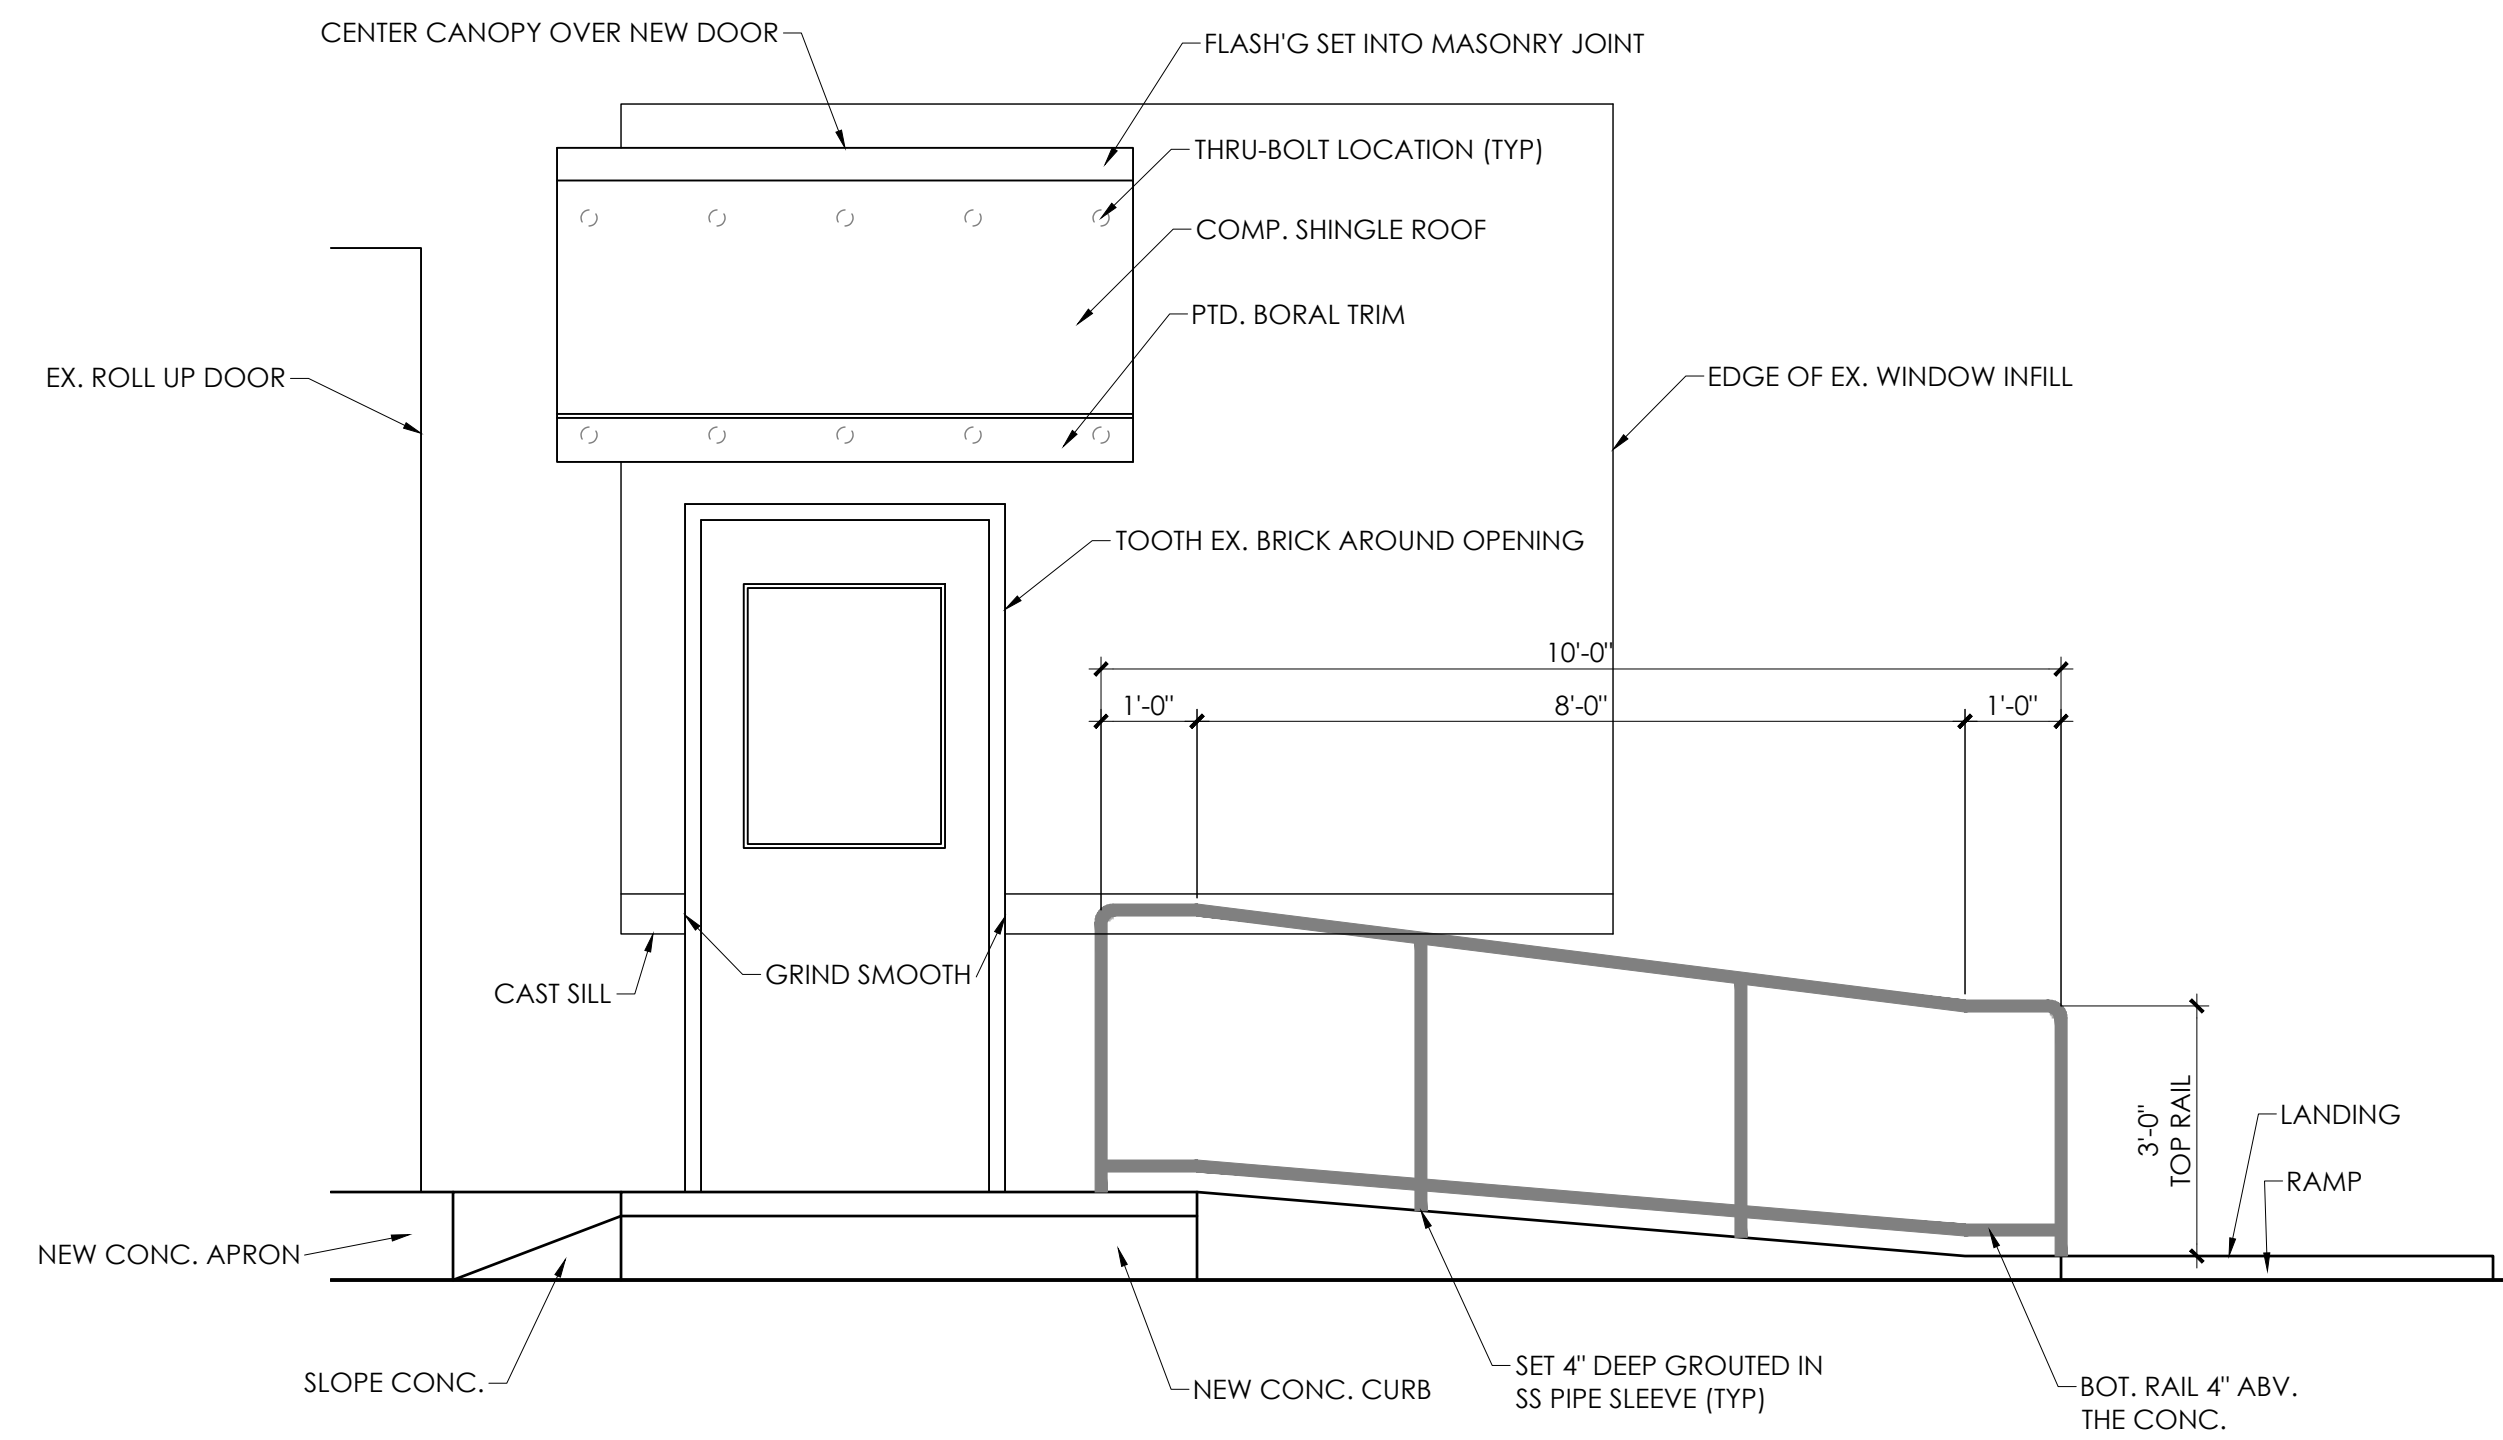 CENTER CANOPY OVER NEW DOOR
FLASH'G SET INTO MASONRY JOINT
THRU-BOLT LOCATION (TYP)
COMP. SHINGLE ROOF
PTD. BORAL TRIM
EX. ROLL UP DOOR
EDGE OF EX. WINDOW INFILL
TOOTH EX. BRICK AROUND OPENING
10'-0"
1'-0"
8'-0"
1'-0"
GRIND SMOOTH
CAST SILL
3'-0"
TOP RAIL
LANDING
RAMP
NEW CONC. APRON
SLOPE CONC.
NEW CONC. CURB
SET 4" DEEP GROUTED IN
SS PIPE SLEEVE (TYP)
BOT. RAIL 4" ABV.
THE CONC.